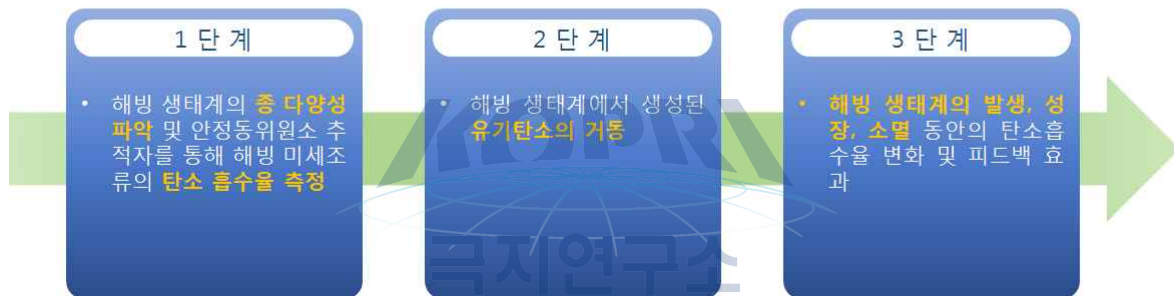 1 단 계
• 해빙 생태계의 종 다양성
파악 및 안정동위원소 추
적자를 통해 해빙 미세조
류의 탄소 흡수율 측정
2 단 계
• 해빙 생태계에서 생성된
유기탄소의 거동
3 단 계
• 해빙 생태계의 발생, 성
장, 소멸 동안의 탄소흡
수율 변화 및 피드백 효
과
KOPRI
극지연구소